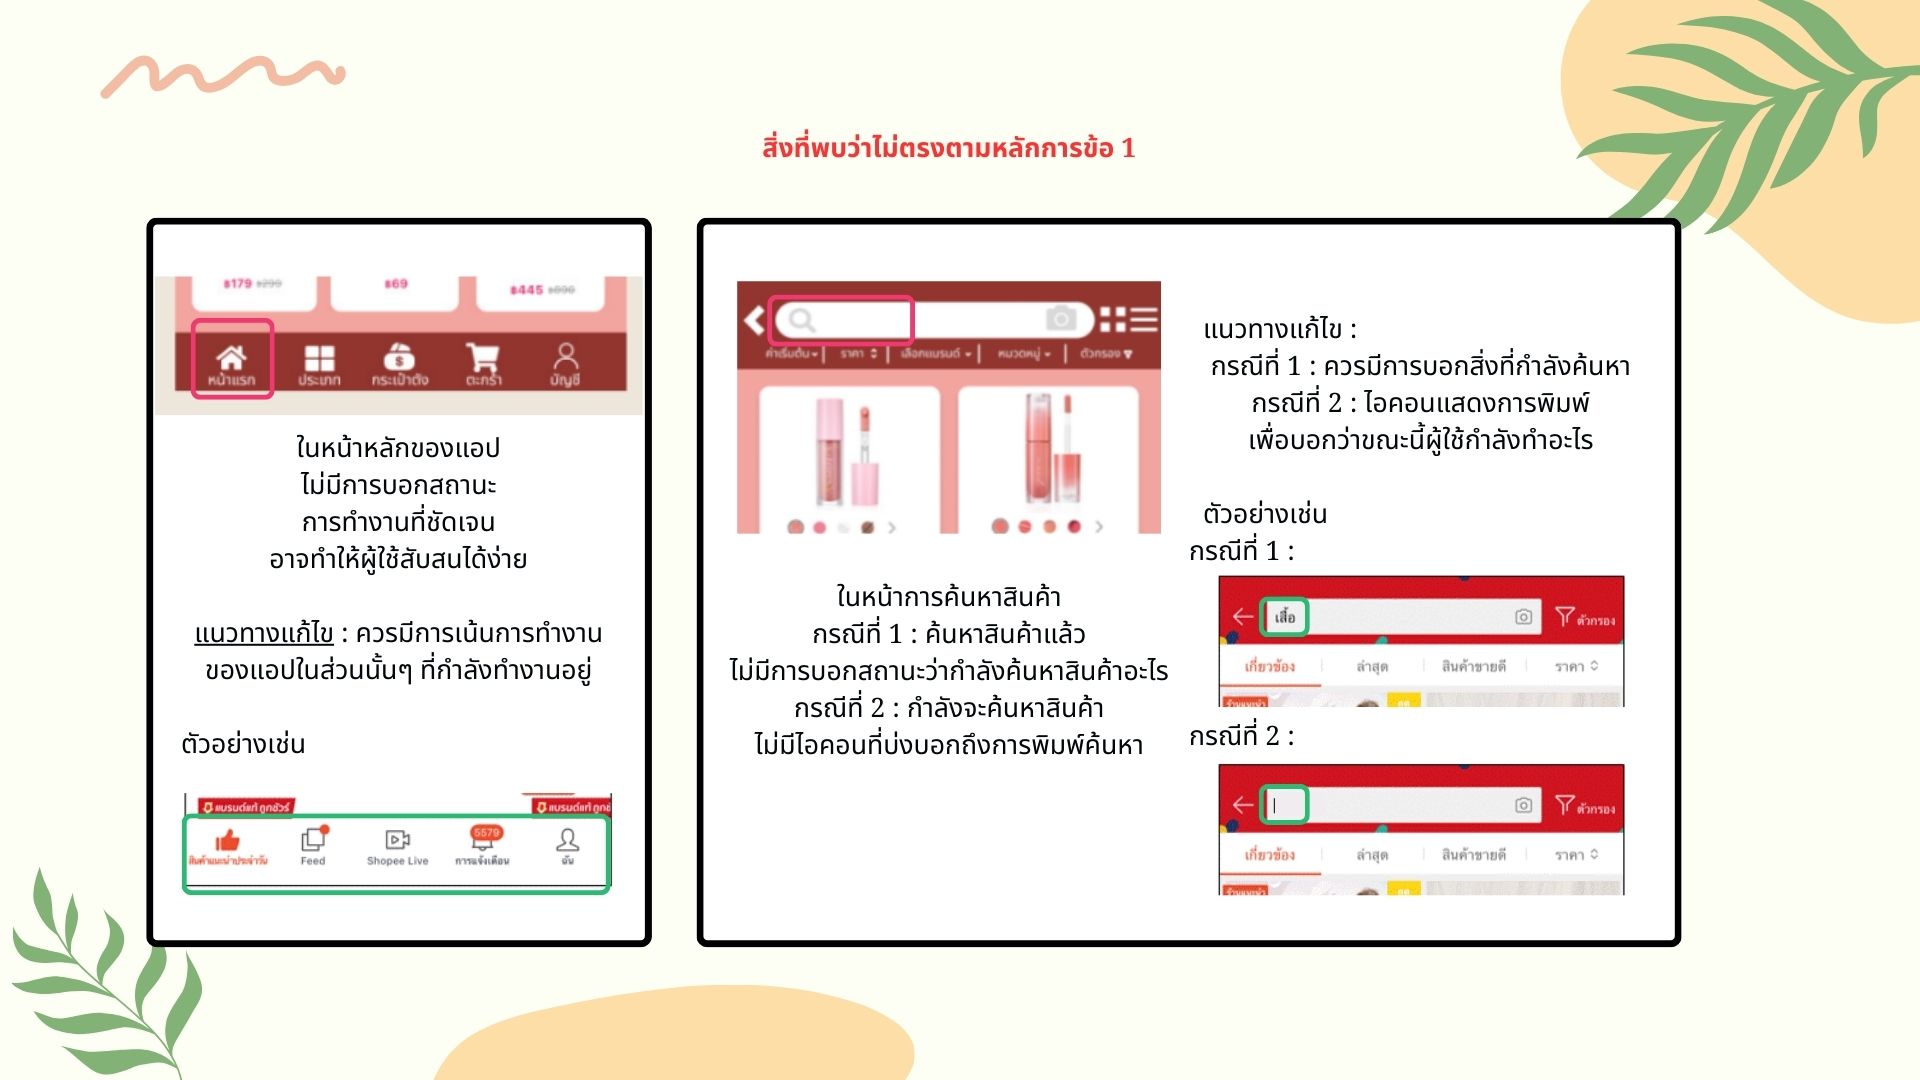 สิ่งที่พบว่าไม่ตรงตามหลักการข้อ 1
฿179 ฿299
฿69
฿445 ฿890
หน้าแรก
ประเภท
กระเป๋าตัง
ตะกร้า
บัญชี
ในหน้าหลักของแอป
ไม่มีการบอกสถานะ
การทำงานที่ชัดเจน
อาจทำให้ผู้ใช้สับสนได้ง่าย
แนวทางแก้ไข : ควรมีการเน้นการทำงาน
ของแอปในส่วนนั้นๆ ที่กำลังทำงานอยู่
ตัวอย่างเช่น
แบรนด์แท้ ถูกชัวร์
แบรนด์แท้ ถูกชั
5579
สินค้าแนะนำประจำวัน
Feed
Shopee Live
การแจ้งเตือน
ฉัน
ค่าเริ่มต้น
ราคา
เลือกแบรนด์
หมวดหมู่
ตัวกรอง
ในหน้าการค้นหาสินค้า
กรณีที่ 1 : ค้นหาสินค้าแล้ว
ไม่มีการบอกสถานะว่ากำลังค้นหาสินค้าอะไร
กรณีที่ 2 : กำลังจะค้นหาสินค้า
ไม่มีไอคอนที่บ่งบอกถึงการพิมพ์ค้นหา
แนวทางแก้ไข :
กรณีที่ 1 : ควรมีการบอกสิ่งที่กำลังค้นหา
กรณีที่ 2 : ไอคอนแสดงการพิมพ์
เพื่อบอกว่าขณะนี้ผู้ใช้กำลังทำอะไร
ตัวอย่างเช่น
กรณีที่ 1 :
เสื้อ
ตัวกรอง
เกี่ยวข้อง
ล่าสุด
สินค้าขายดี
ราคา
ร้านแนะนำ
กรณีที่ 2 :
ตัวกรอง
เกี่ยวข้อง
ล่าสุด
สินค้าขายดี
ราคา